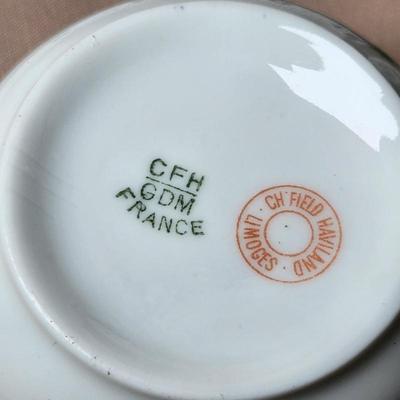 CFH
GDM
FRANCE
CH FIELD HAVILAND
LIMOGES